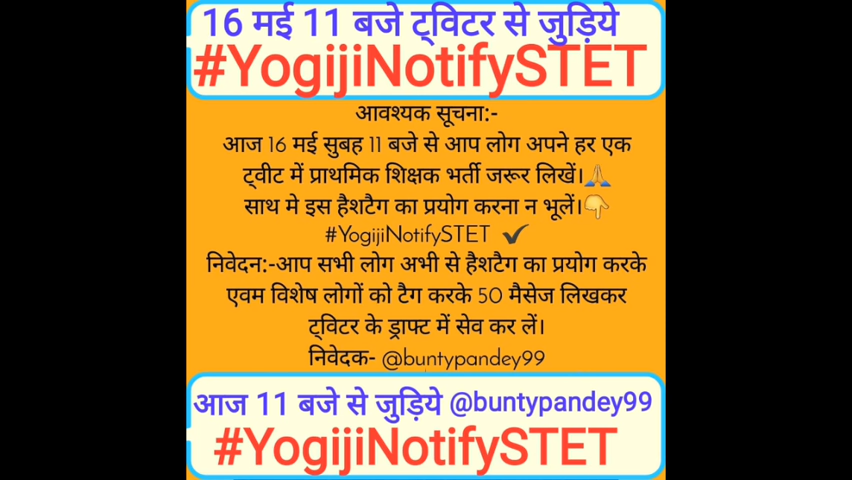 16 मई 11 बजे ट्विटर से जुड़िये
#YogijiNotifySTET
आवश्यक सूचना:-
आज 16 मई सुबह 11 बजे से आप लोग अपने हर एक
ट्वीट में प्राथमिक शिक्षक भर्ती जरूर लिखें।🙏
साथ मे इस हैशटैग का प्रयोग करना न भूलें।👇
#YogijiNotifySTET ✔
निवेदन:-आप सभी लोग अभी से हैशटैग का प्रयोग करके
एवम विशेष लोगों को टैग करके 50 मैसेज लिखकर
ट्विटर के ड्राफ्ट में सेव कर लें।
निवेदक- @buntypandey99
आज 11 बजे से जुड़िये @buntypandey99
#YogijiNotifySTET